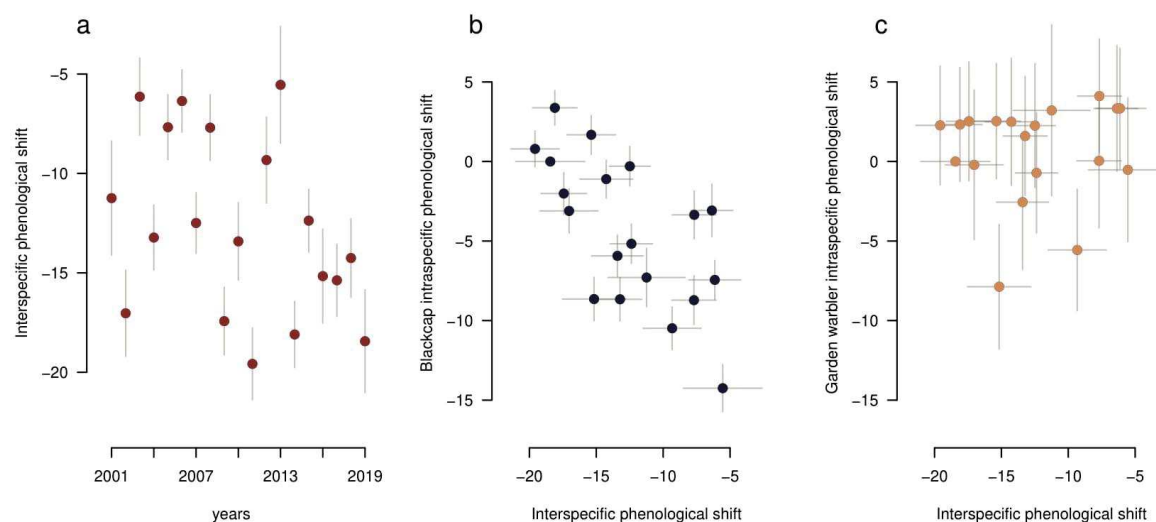 a
Interspecific phenological shift
−5
−10
−15
−20
2001 2007 2013 2019
years
b
Blackcap intraspecific phenological shift
5
0
−5
−10
−15
−20 −15 −10 −5
Interspecific phenological shift
c
Garden warbler intraspecific phenological shift
5
0
−5
−10
−15
−20 −15 −10 −5
Interspecific phenological shift